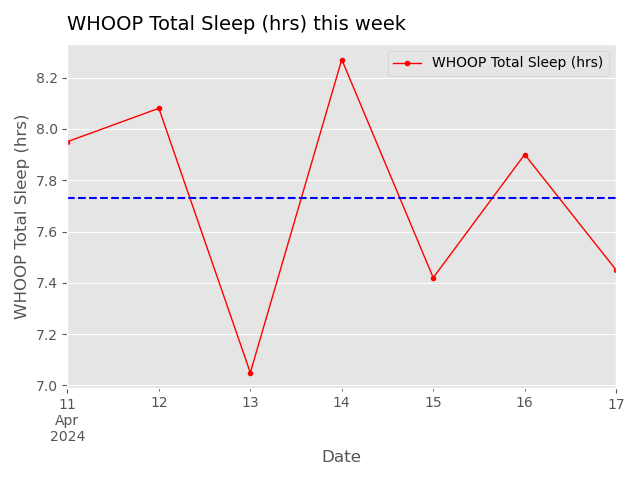 WHOOP Total Sleep (hrs) this week
WHOOP Total Sleep (hrs)
WHOOP Total Sleep (hrs)
8.2
8.0
7.8
7.6
7.4
7.2
7.0
11 12 13 14 15 16 17
Apr
2024
Date